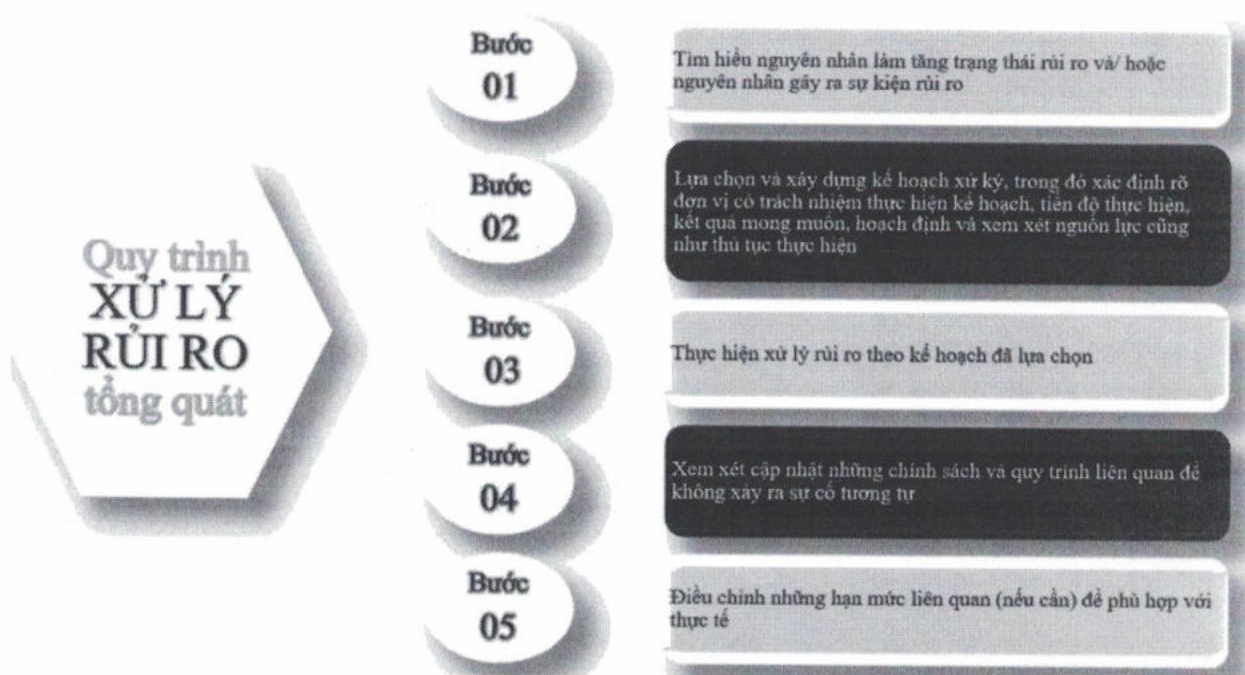 Quy trình
XỬ LÝ
RỦI RO
tổng quát
Bước
01
Tìm hiểu nguyên nhân làm tăng trạng thái rủi ro và/ hoặc
nguyên nhân gây ra sự kiện rủi ro
Bước
02
Lựa chọn và xây dựng kế hoạch xử ký, trong đó xác định rõ
đơn vị có trách nhiệm thực hiện kế hoạch, tiến độ thực hiện,
kết quả mong muốn, hoạch định và xem xét nguồn lực cũng
như thủ tục thực hiện
Bước
03
Thực hiện xử lý rủi ro theo kế hoạch đã lựa chọn
Bước
04
Xem xét cập nhật những chính sách và quy trình liên quan để
không xảy ra sự cố tương tự
Bước
05
Điều chỉnh những hạn mức liên quan (nếu cần) để phù hợp với
thực tế